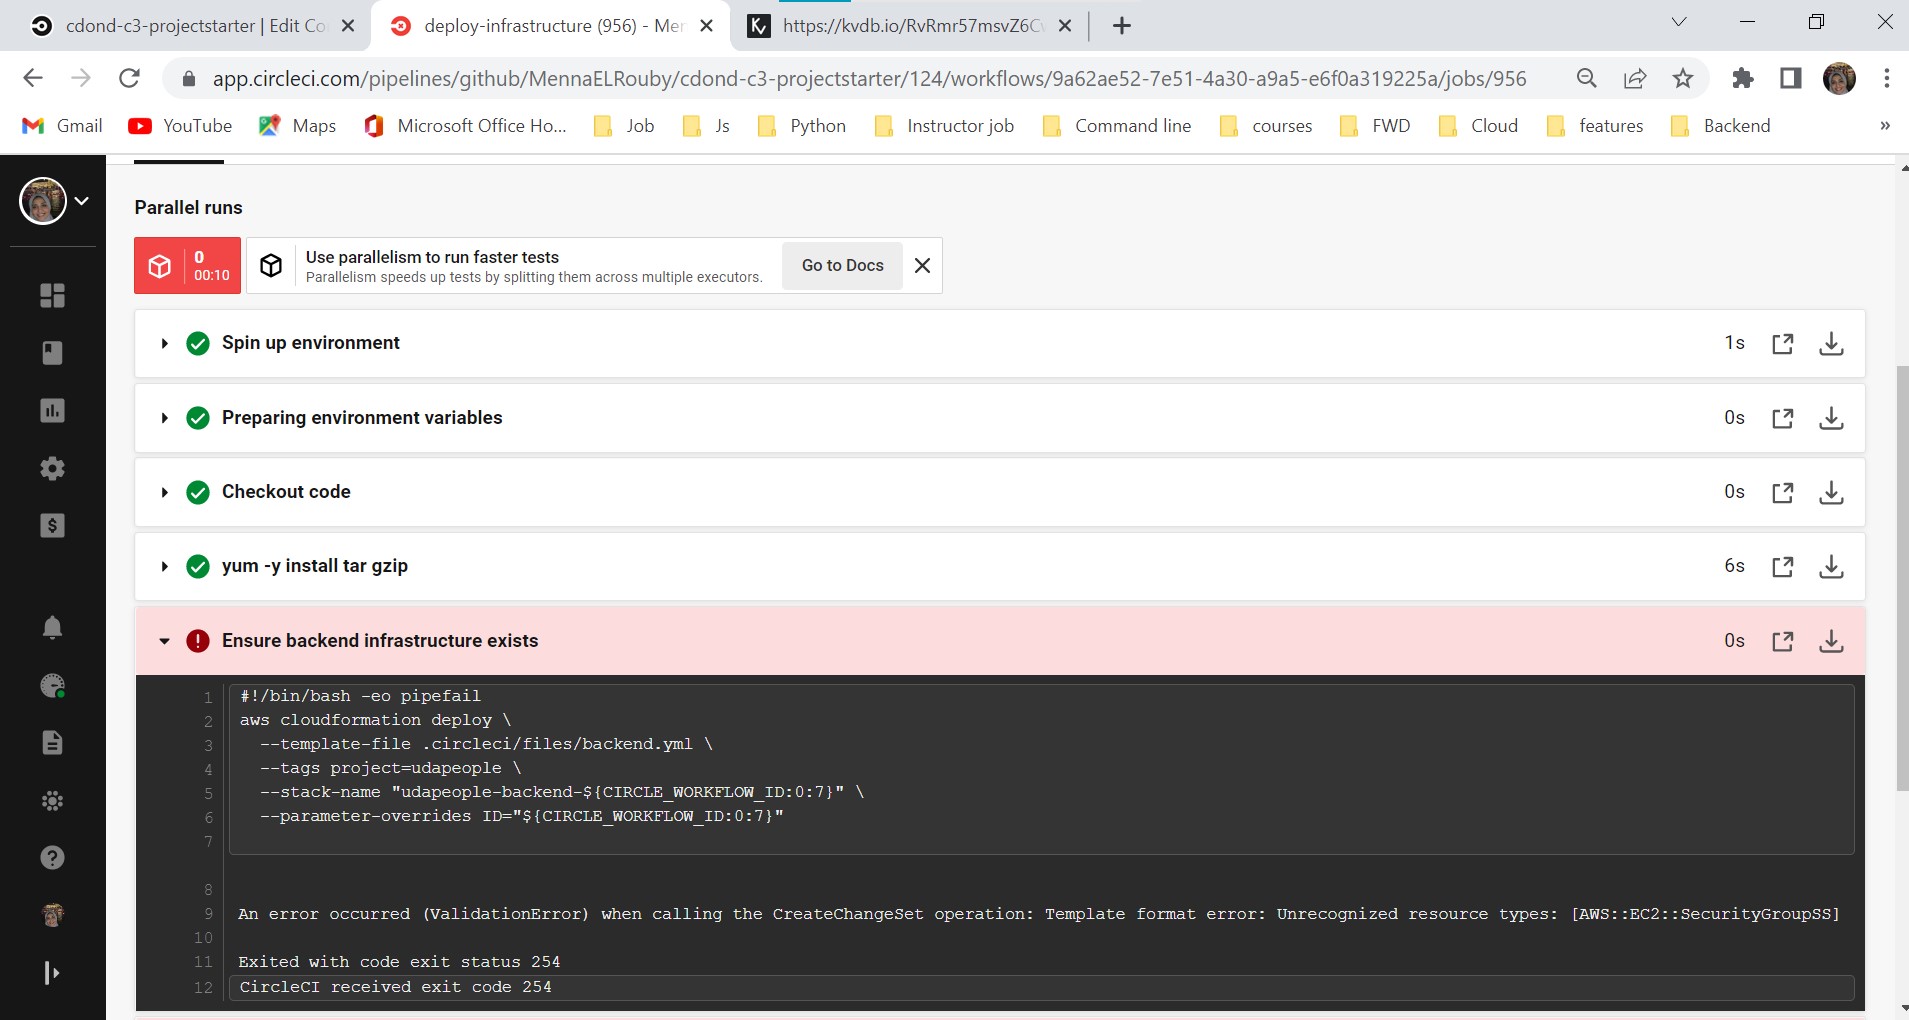 cdond-c3-projectstarter | Edit Co
deploy-infrastructure (956) - Mer
https://kvdb.io/RvRmr57msvZ6C
app.circleci.com/pipelines/github/MennaELRouby/cdond-c3-projectstarter/124/workflows/9a62ae52-7e51-4a30-a9a5-e6f0a319225a/jobs/956
Gmail
YouTube
Maps
Microsoft Office Ho...
Job
Js
Python
Instructor job
Command line
courses
FWD
Cloud
features
Backend
»
Parallel runs
0
00:10
Use parallelism to run faster tests
Parallelism speeds up tests by splitting them across multiple executors.
Go to Docs
Spin up environment
1s
Preparing environment variables
0s
Checkout code
0s
yum -y install tar gzip
6s
Ensure backend infrastructure exists
0s
1 #!/bin/bash -eo pipefail
2 aws cloudformation deploy \
3 --template-file .circleci/files/backend.yml \
4 --tags project=udapeople \
5 --stack-name "udapeople-backend-${CIRCLE_WORKFLOW_ID:0:7}" \
6 --parameter-overrides ID="${CIRCLE_WORKFLOW_ID:0:7}"
7
8
9 An error occurred (ValidationError) when calling the CreateChangeSet operation: Template format error: Unrecognized resource types: [AWS::EC2::SecurityGroupSS]
10
11 Exited with code exit status 254
12 CircleCI received exit code 254